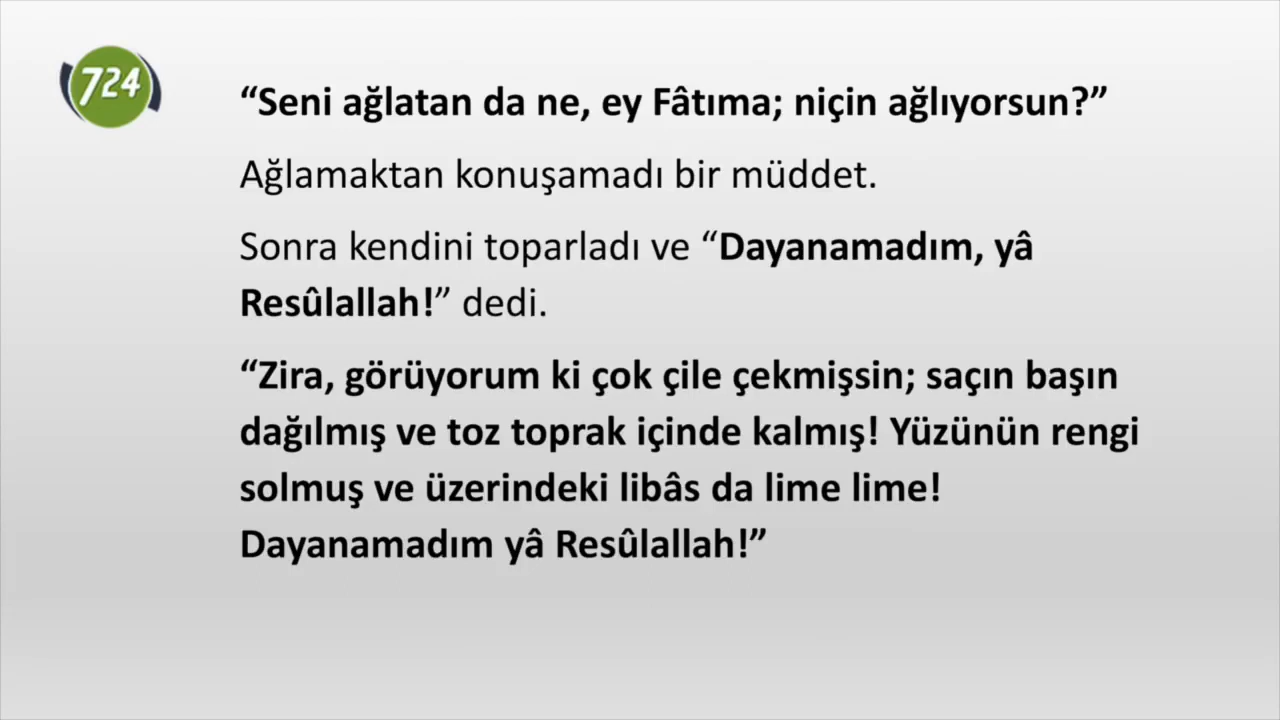 724
“Seni ağlatan da ne, ey Fâtıma; niçin ağlıyorsun?”
Ağlamaktan konuşamadı bir müddet.
Sonra kendini toparladı ve “Dayanamadım, yâ
Resûlallah!” dedi.
“Zira, görüyorum ki çok çile çekmişsin; saçın başın
dağılmış ve toz toprak içinde kalmış! Yüzünün rengi
solmuş ve üzerindeki libâs da lime lime!
Dayanamadım yâ Resûlallah!”